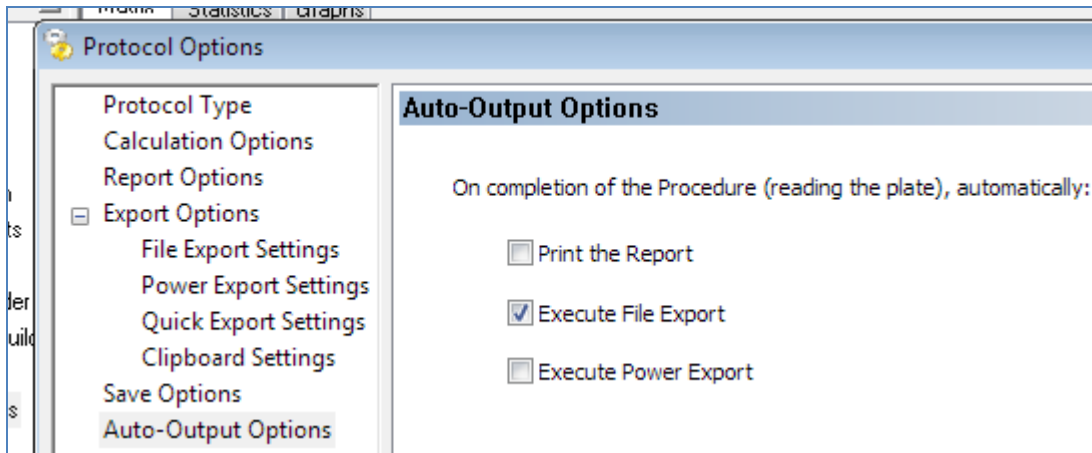 Statistics
Protocol Options
Protocol Type
Calculation Options
Report Options
Export Options
File Export Settings
Power Export Settings
Quick Export Settings
Clipboard Settings
Save Options
Auto-Output Options
Auto-Output Options
On completion of the Procedure (reading the plate), automatically:
Print the Report
Execute File Export
Execute Power Export